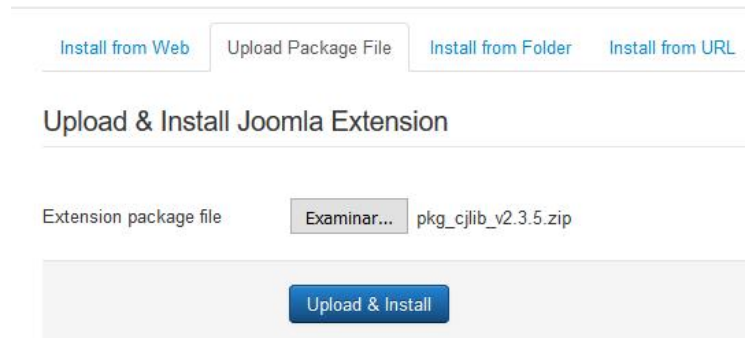 Install from Web Upload Package File Install from Folder Install from URL
Upload & Install Joomla Extension
Extension package file Examinar... pkg_cjlib_v2.3.5.zip
Upload & Install